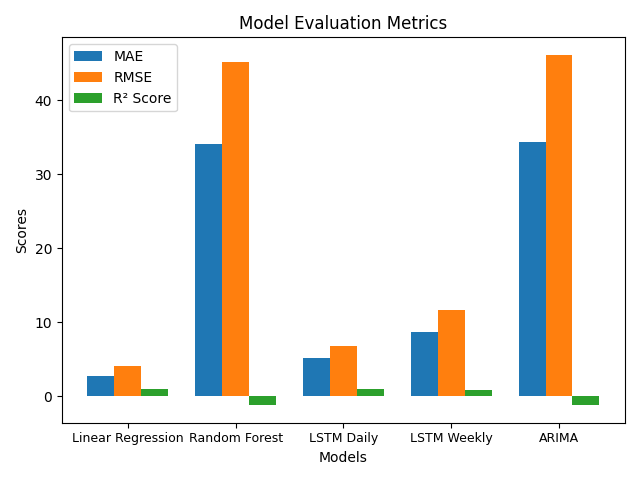 Model Evaluation Metrics
MAE
RMSE
R² Score
Scores
40
30
20
10
0
Linear Regression
Random Forest
LSTM Daily
LSTM Weekly
ARIMA
Models